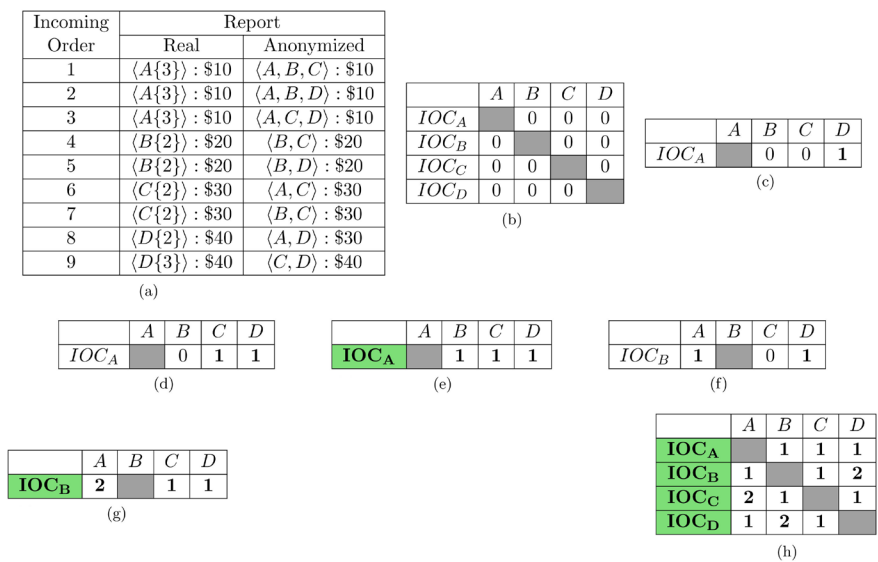 Incoming Order | Report
Real | Anonymized
1 | ⟨A{3}⟩ : $10 | ⟨A, B, C⟩ : $10
2 | ⟨A{3}⟩ : $10 | ⟨A, B, D⟩ : $10
3 | ⟨A{3}⟩ : $10 | ⟨A, C, D⟩ : $10
4 | ⟨B{2}⟩ : $20 | ⟨B, C⟩ : $20
5 | ⟨B{2}⟩ : $20 | ⟨B, D⟩ : $20
6 | ⟨C{2}⟩ : $30 | ⟨A, C⟩ : $30
7 | ⟨C{2}⟩ : $30 | ⟨B, C⟩ : $30
8 | ⟨D{2}⟩ : $40 | ⟨A, D⟩ : $30
9 | ⟨D{3}⟩ : $40 | ⟨C, D⟩ : $40
(a)
A B C D
IOC_A 0 0 0
IOC_B 0 0 0
IOC_C 0 0 0
IOC_D 0 0 0
(b)
A B C D
IOC_A 0 0 1
(c)
A B C D
IOC_A 0 1 1
(d)
A B C D
IOC_A 1 1 1
(e)
A B C D
IOC_B 1 0 1
(f)
A B C D
IOC_B 2 1 1
(g)
A B C D
IOC_A 1 1 1
IOC_B 1 1 2
IOC_C 2 1 1
IOC_D 1 2 1
(h)